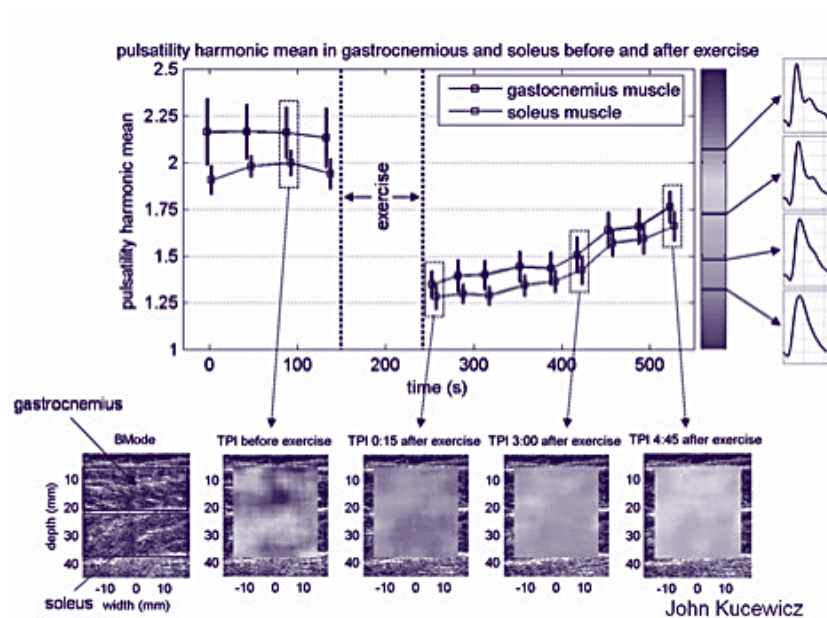 pulsatility harmonic mean in gastrocnemious and soleus before and after exercise
2.5
2.25
2
1.75
1.5
1.25
1
pulsatility harmonic mean
gastocnemius muscle
soleus muscle
exercise
0 100 200 300 400 500
time (s)
gastrocnemius
BMode
TPI before exercise
TPI 0:15 after exercise
TPI 3:00 after exercise
TPI 4:45 after exercise
depth (mm)
10
20
30
40
10
20
30
40
10
20
30
40
10
20
30
40
10
20
30
40
-10 0 10
-10 0 10
-10 0 10
-10 0 10
-10 0 10
soleus
width (mm)
John Kucewicz